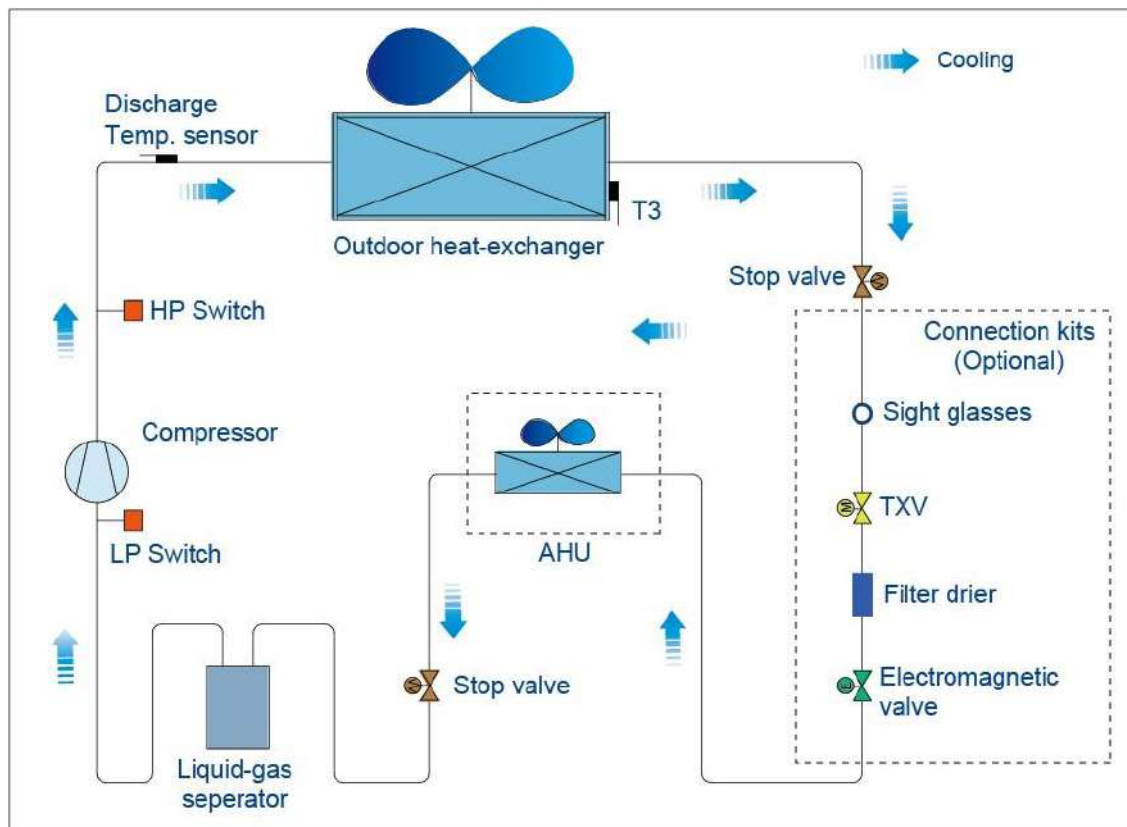 Cooling
Discharge
Temp. sensor
T3
Outdoor heat-exchanger
Stop valve
HP Switch
Connection kits
(Optional)
Sight glasses
Compressor
TXV
M
LP Switch
AHU
Filter drier
Stop valve
Electromagnetic
valve
E
Liquid-gas
seperator